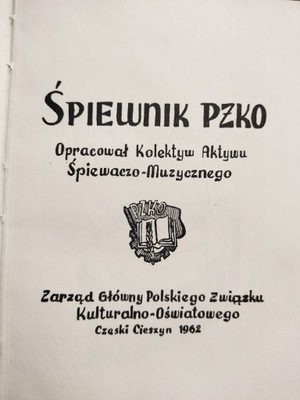 ŚPIEWNIK PZKO
Opracował Kolektyw Aktywu
Śpiewaczo-Muzycznego
PZKO
Zarząd Główny Polskiego Związku
Kulturalno-Oświatowego
Czeski Cieszyn 1962